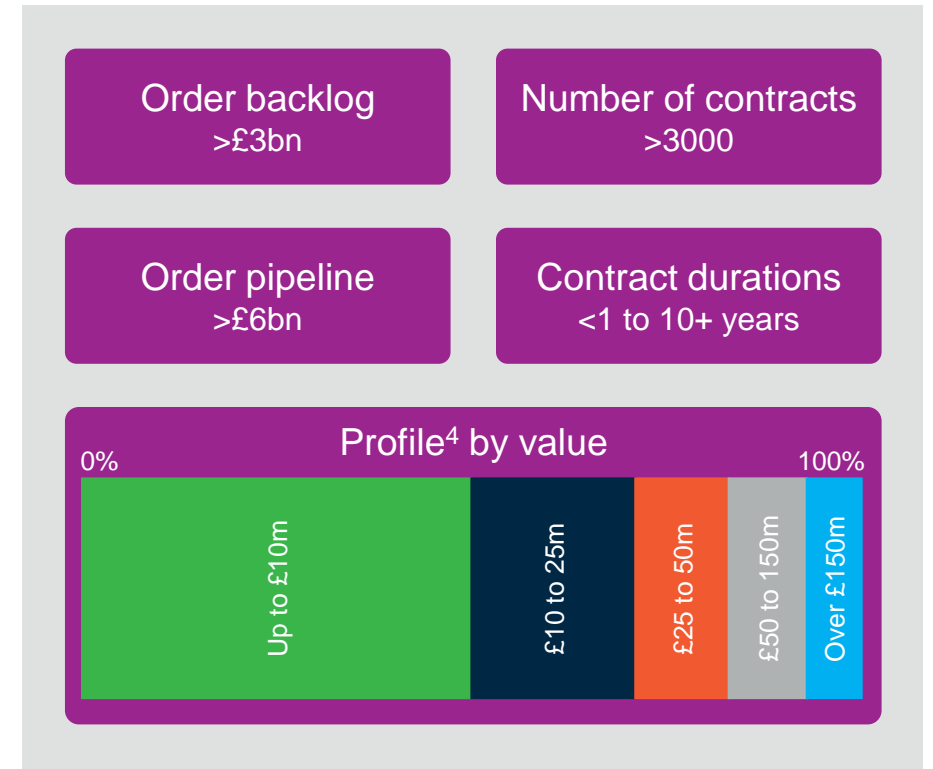 Order backlog
>£3bn
Number of contracts
>3000
Order pipeline
>£6bn
Contract durations
<1 to 10+ years
Profile⁴ by value
0%
100%
Up to £10m
£10 to 25m
£25 to 50m
£50 to 150m
Over £150m